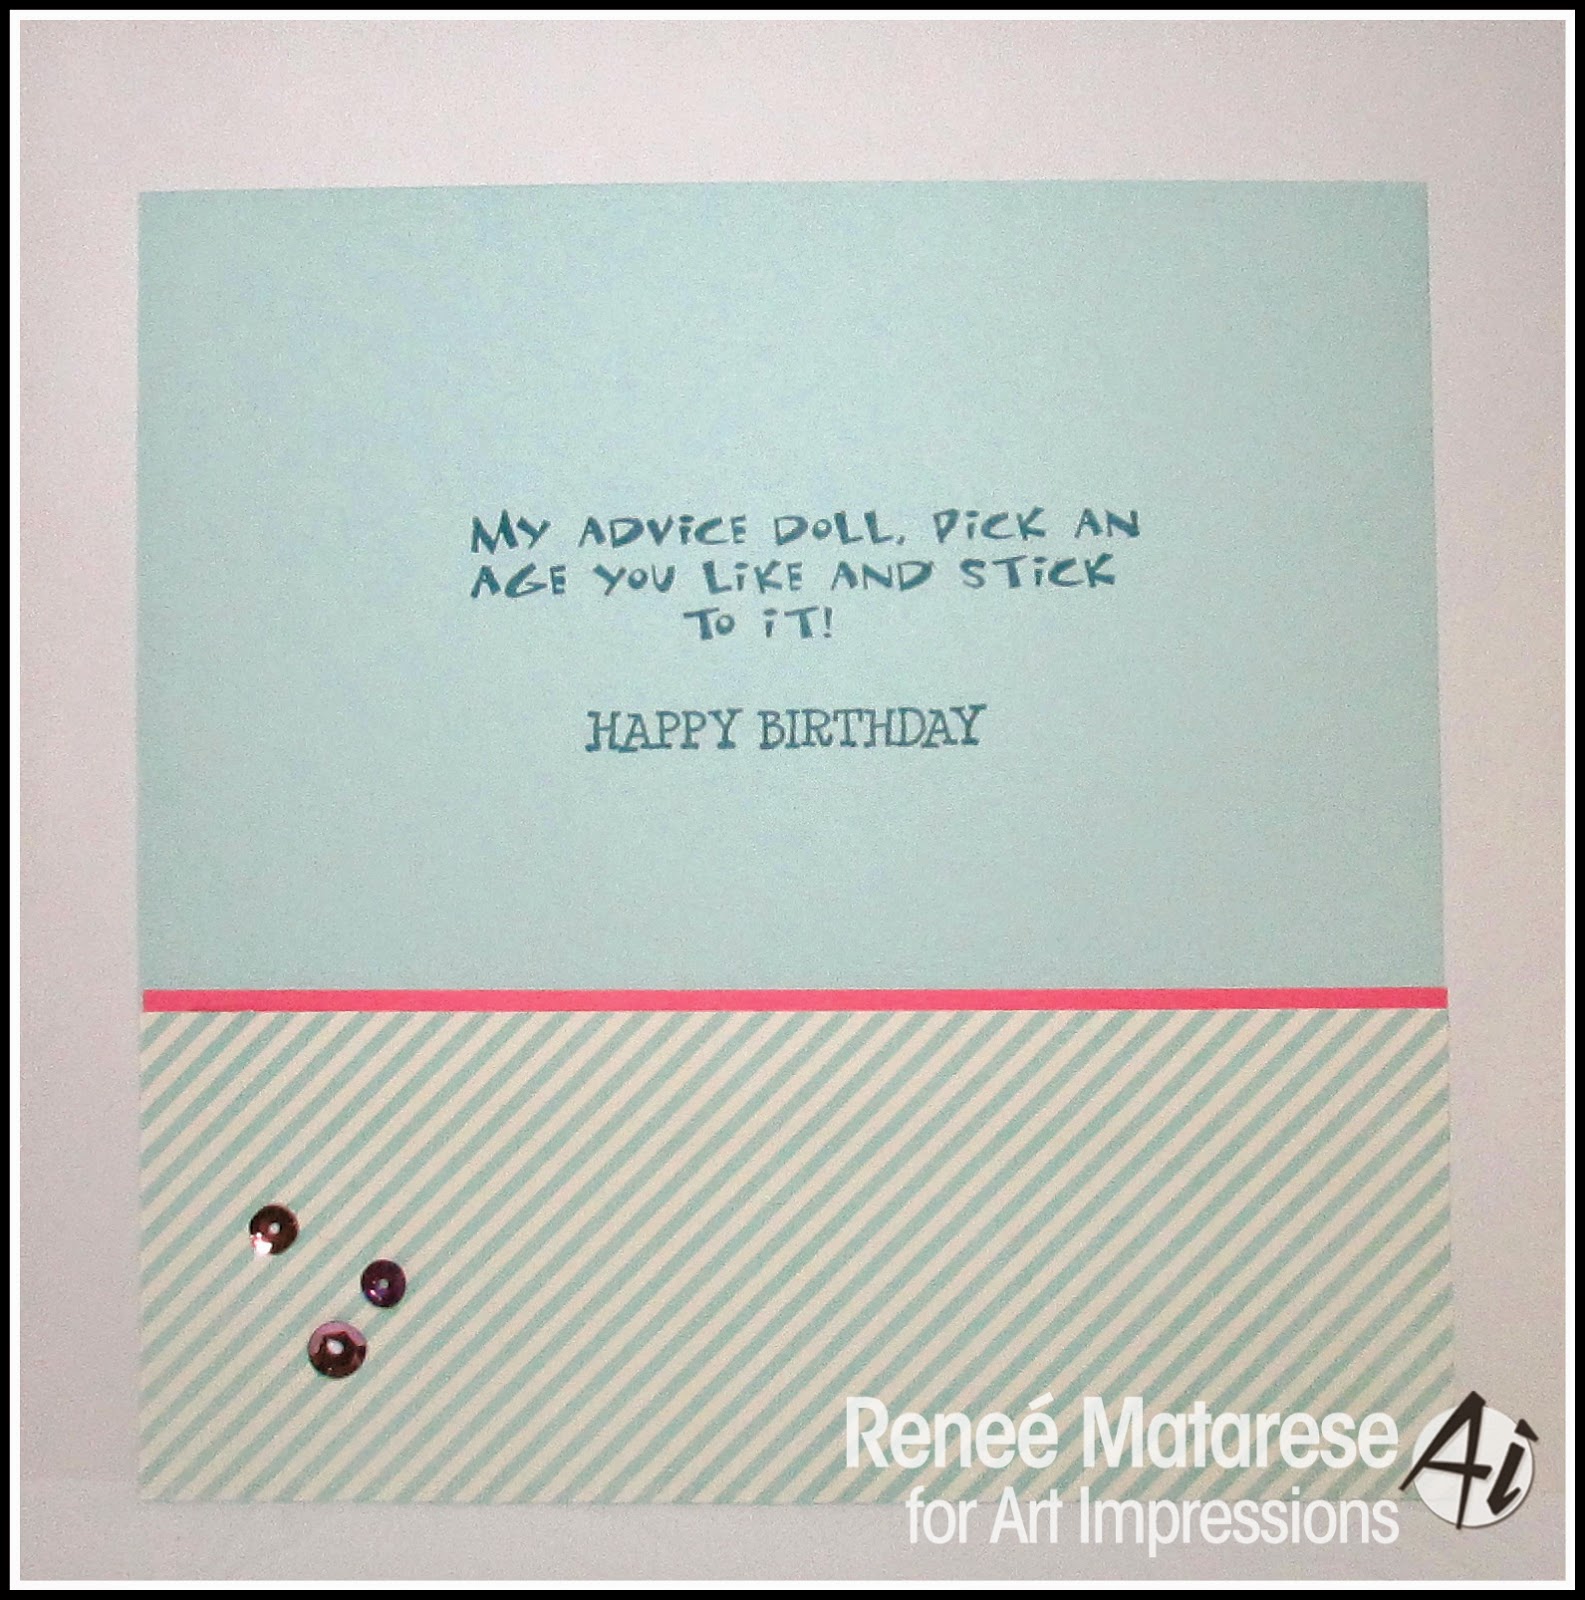 MY ADViCE DoLL, PiCK AN
AGE YoU LiKE AND STiCK
To iT!
HAPPY BIRTHDAY
Reneé Matarese
for Art Impressions
Ai